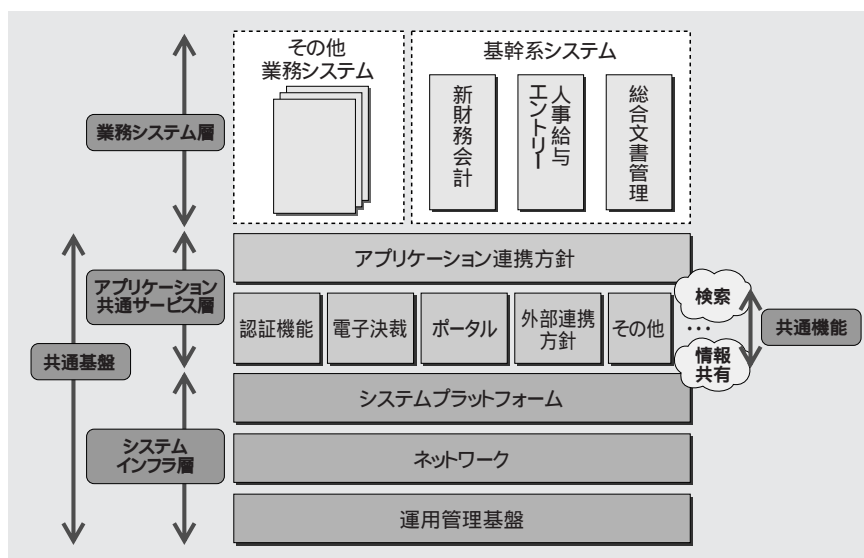 その他
業務システム
基幹系システム
新財務会計
人事給与
エントリー
総合文書管理
業務システム層
アプリケーション連携方針
アプリケーション
共通サービス層
認証機能
電子決裁
ポータル
外部連携
方針
その他
検索
…
情報
共有
共通機能
共通基盤
システムプラットフォーム
システム
インフラ層
ネットワーク
運用管理基盤